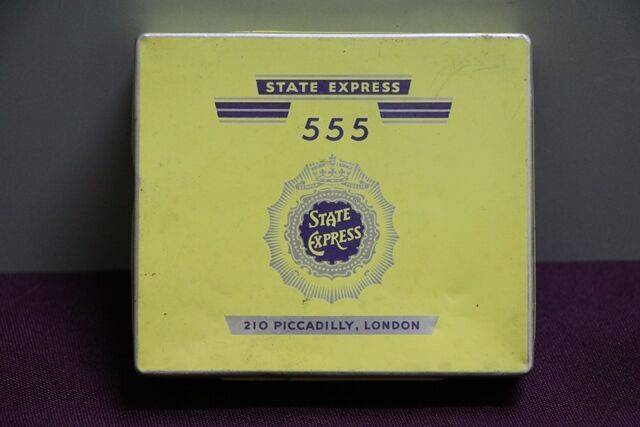 STATE EXPRESS
555
STATE
EXPRESS
210 PICCADILLY, LONDON